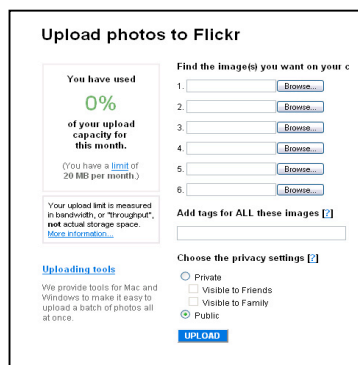 Upload photos to Flickr
You have used
0%
of your upload
capacity for
this month.
(You have a limit of
20 MB per month.)
Your upload limit is measured
in bandwidth, or "throughput",
not actual storage space.
More information...
Uploading tools
We provide tools for Mac and
Windows to make it easy to
upload a batch of photos all
at once.
Find the image(s) you want on your c
1. Browse...
2. Browse...
3. Browse...
4. Browse...
5. Browse...
6. Browse...
Add tags for ALL these images [?]
Choose the privacy settings [?]
Private
Visible to Friends
Visible to Family
Public
UPLOAD